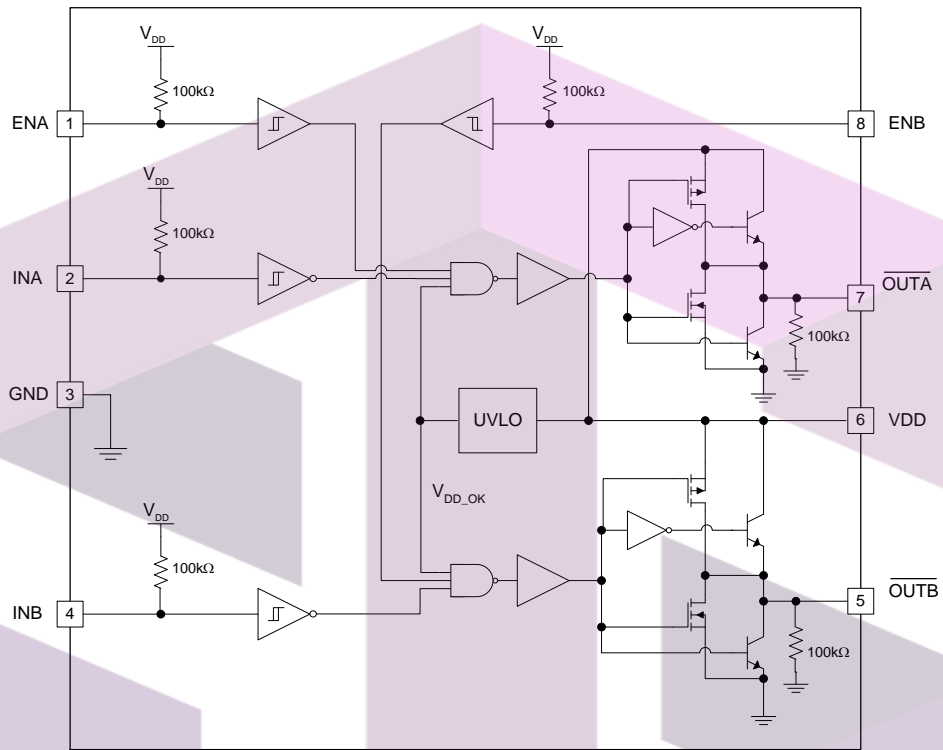 VDD
VDD
100kΩ
100kΩ
ENA
1
8
ENB
VDD
100kΩ
INA
2
7
OUTA
100kΩ
GND
3
UVLO
6
VDD
VDD_OK
VDD
100kΩ
INB
4
5
OUTB
100kΩ